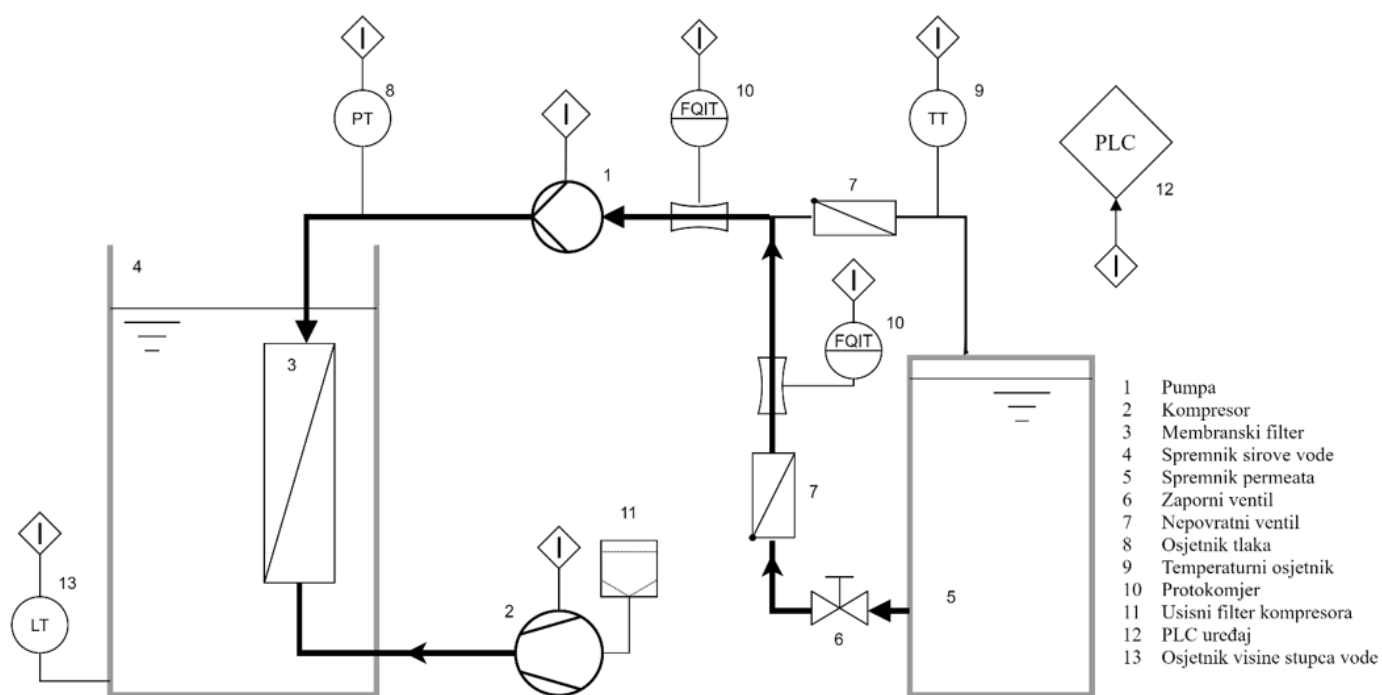 I
I
I
I
I
8
PT
10
FQIT
9
TT
PLC
12
I
1
7
4
I
10
FQIT
3
1 Pumpa
2 Kompresor
3 Membranski filter
4 Spremnik sirove vode
5 Spremnik permeata
6 Zaporni ventil
7 Nepovratni ventil
8 Osjetnik tlaka
9 Temperaturni osjetnik
10 Protokomjer
11 Usisni filter kompresora
12 PLC uređaj
13 Osjetnik visine stupca vode
7
11
I
I
13
LT
2
5
6